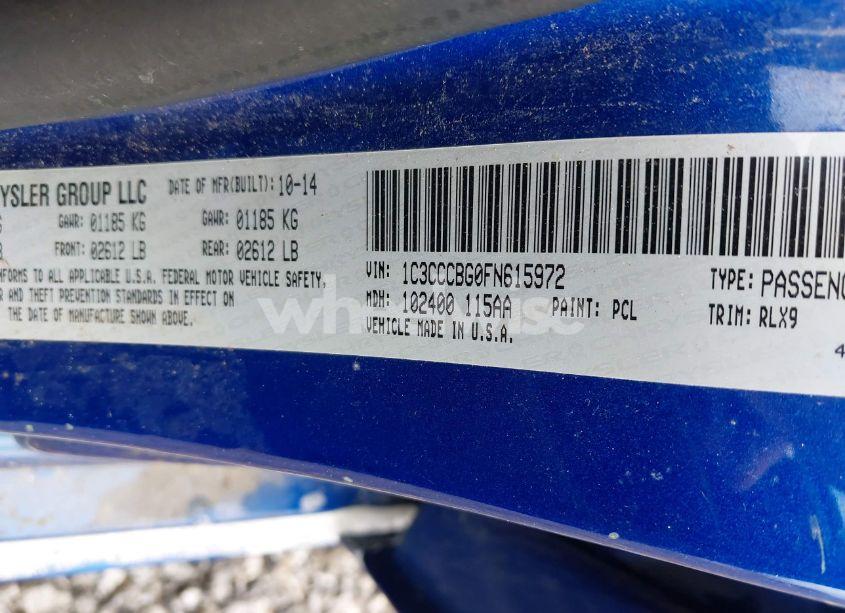 YSLER GROUP LLC DATE OF MFR(BUILT): 10-14
G GAWR: 01185 KG GAWR: 01185 KG
B FRONT: 02612 LB REAR: 02612 LB
NFORMS TO ALL APPLICABLE U.S.A. FEDERAL MOTOR VEHICLE SAFETY,
R AND THEFT PREVENTION STANDARDS IN EFFECT ON
THE DATE OF MANUFACTURE SHOWN ABOVE.
VIN: 1C3CCCBG0FN615972 TYPE: PASSENG
MDH: 102400 115AA PAINT: PCL TRIM: RLX9
VEHICLE MADE IN U.S.A.
4